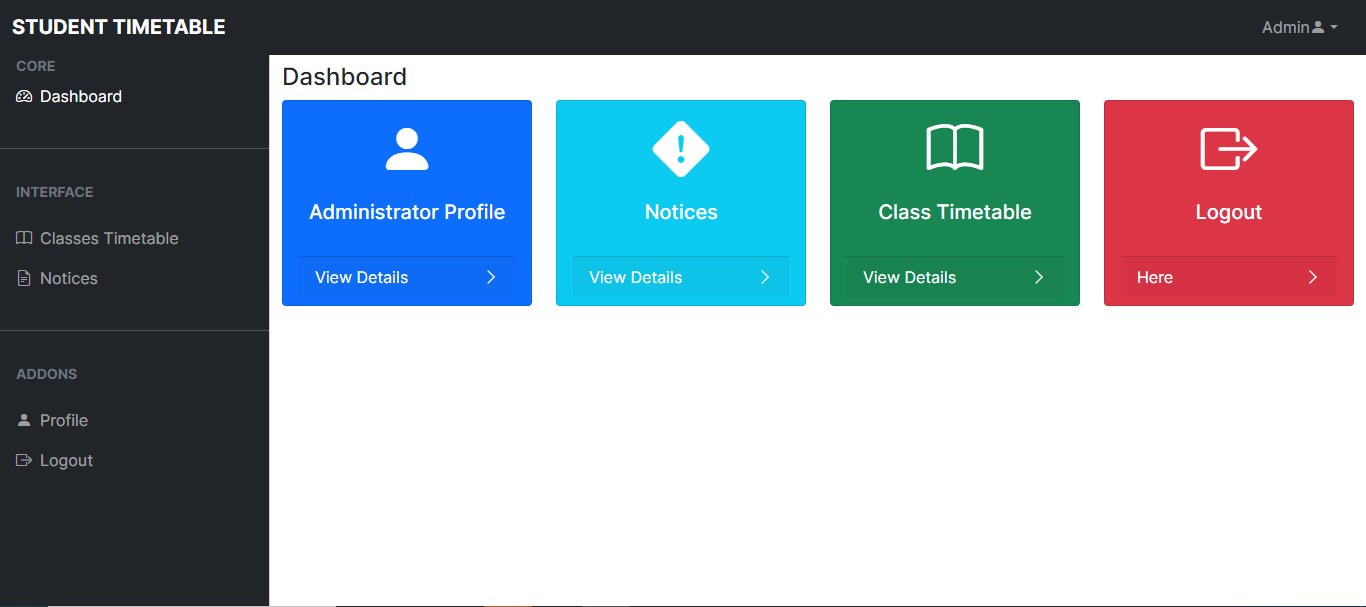 STUDENT TIMETABLE
Admin
CORE
Dashboard
INTERFACE
Classes Timetable
Notices
ADDONS
Profile
Logout
Dashboard
Administrator Profile
View Details
Notices
View Details
Class Timetable
View Details
Logout
Here